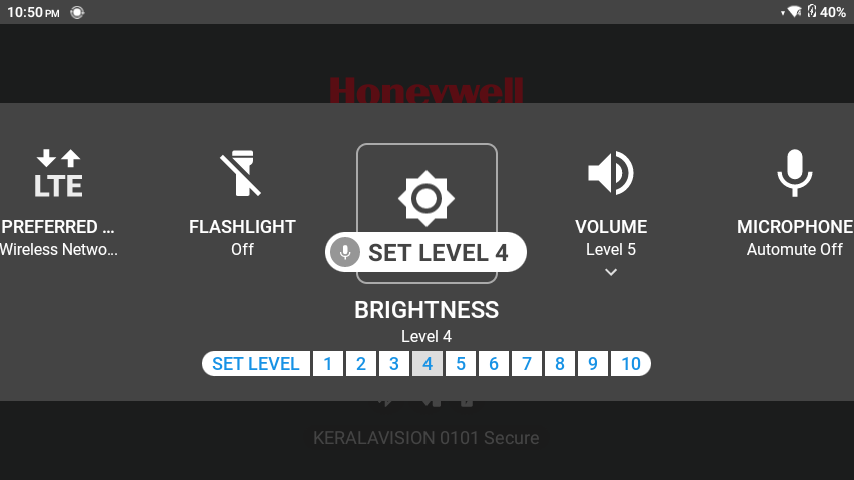 10:50 PM
40%
Honeywell
LTE
PREFERRED ...
Wireless Netwo...
FLASHLIGHT
Off
SET LEVEL 4
VOLUME
Level 5
MICROPHONE
Automute Off
BRIGHTNESS
Level 4
SET LEVEL 1 2 3 4 5 6 7 8 9 10
KERALAVISION 0101 Secure